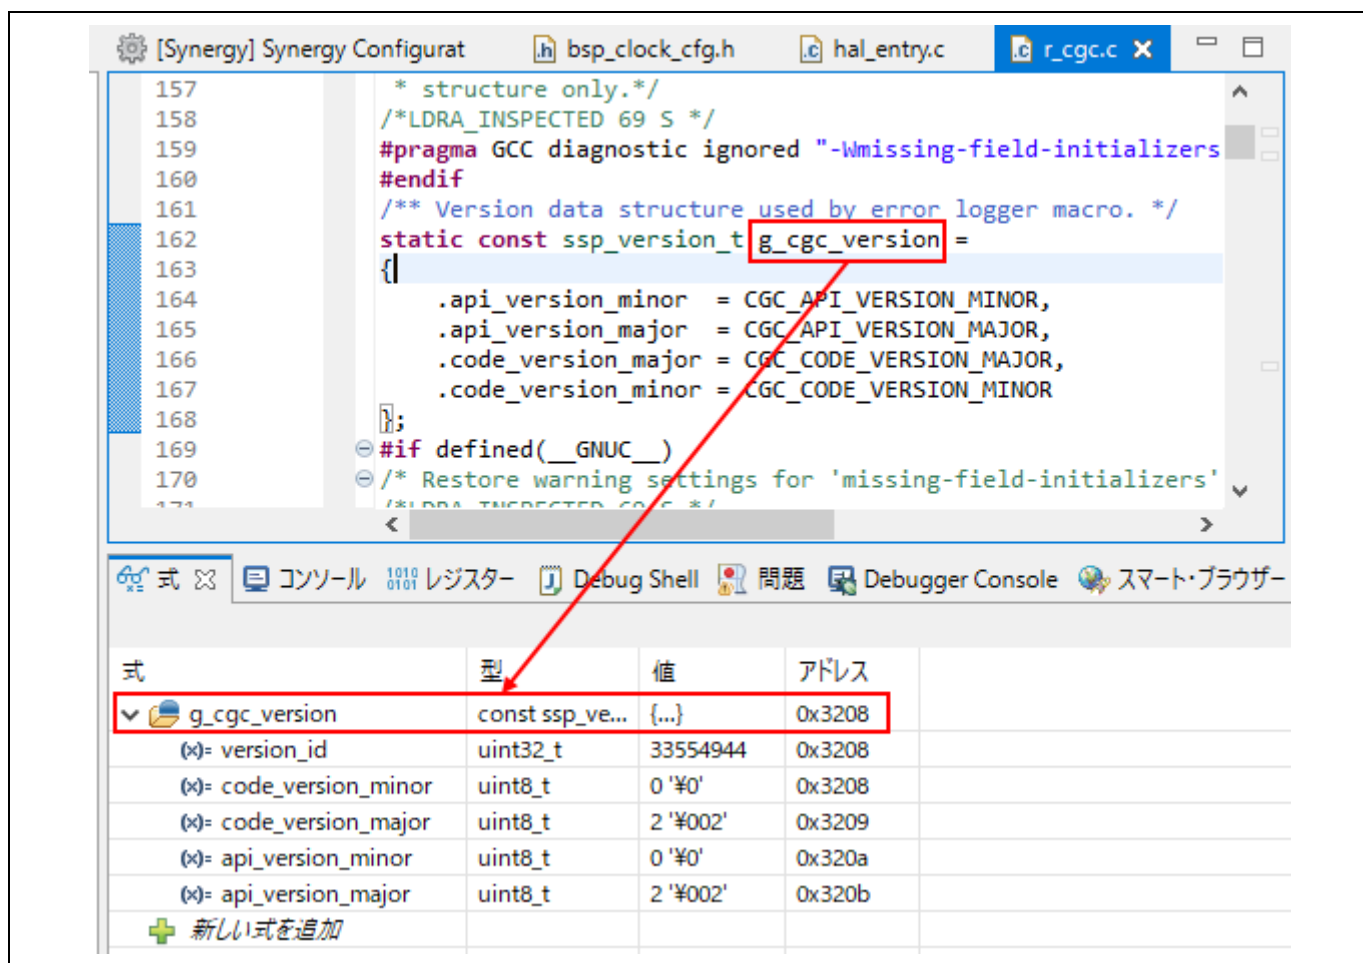 [Synergy] Synergy Configurat bsp_clock_cfg.h hal_entry.c r_cgc.c
157 * structure only.*/
158 /*LDRA_INSPECTED 69 S */
159 #pragma GCC diagnostic ignored "-Wmissing-field-initializers
160 #endif
161 /** Version data structure used by error logger macro. */
162 static const ssp_version_t g_cgc_version =
163 {
164 .api_version_minor = CGC_API_VERSION_MINOR,
165 .api_version_major = CGC_API_VERSION_MAJOR,
166 .code_version_major = CGC_CODE_VERSION_MAJOR,
167 .code_version_minor = CGC_CODE_VERSION_MINOR
168 };
169 #if defined(__GNUC__)
170 /* Restore warning settings for 'missing-field-initializers'
171 /*LDRA_INSPECTED 69 S */
式 コンソール レジスター Debug Shell 問題 Debugger Console スマート・ブラウザー
式 型 値 アドレス
g_cgc_version const ssp_ve... {...} 0x3208
(x)= version_id uint32_t 33554944 0x3208
(x)= code_version_minor uint8_t 0 '¥0' 0x3208
(x)= code_version_major uint8_t 2 '¥002' 0x3209
(x)= api_version_minor uint8_t 0 '¥0' 0x320a
(x)= api_version_major uint8_t 2 '¥002' 0x320b
新しい式を追加